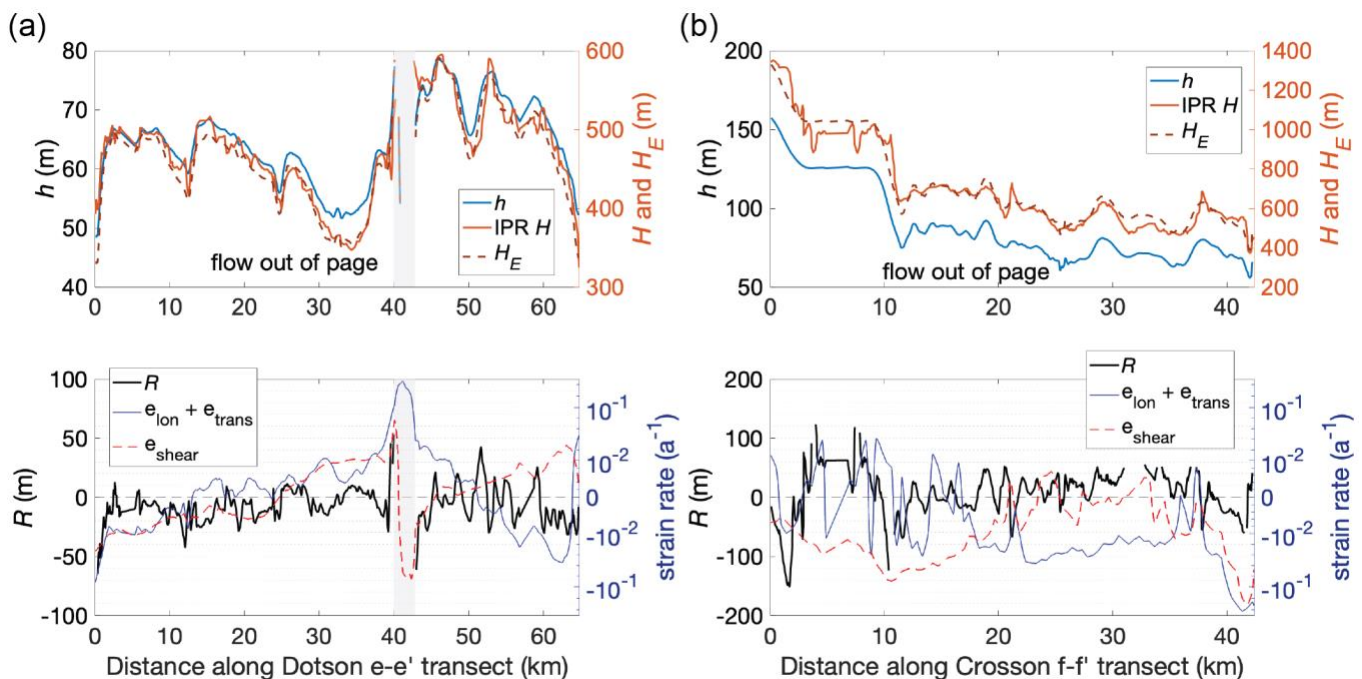 (a)
80
70
60
50
40
h (m)
600
500
400
300
H and H_E (m)
h
IPR H
H_E
flow out of page
0 10 20 30 40 50 60
(b)
200
150
100
50
h (m)
1400
1200
1000
800
600
400
200
H and H_E (m)
h
IPR H
H_E
flow out of page
0 10 20 30 40
100
50
0
-50
-100
R (m)
R
e_lon + e_trans
e_shear
10^-1
10^-2
0
-10^-2
-10^-1
strain rate (a^-1)
0 10 20 30 40 50 60
Distance along Dotson e-e' transect (km)
200
100
0
-100
-200
R (m)
R
e_lon + e_trans
e_shear
10^-1
10^-2
0
-10^-2
-10^-1
strain rate (a^-1)
0 10 20 30 40
Distance along Crosson f-f' transect (km)